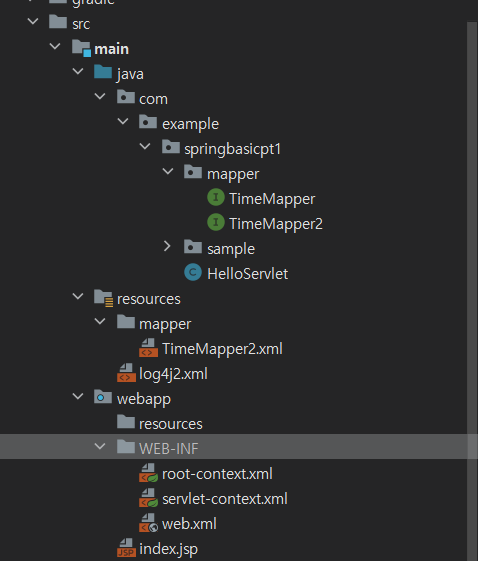 gradle
src
main
java
com
example
springbasicpt1
mapper
I TimeMapper
I TimeMapper2
sample
C HelloServlet
resources
mapper
TimeMapper2.xml
log4j2.xml
webapp
resources
WEB-INF
root-context.xml
servlet-context.xml
web.xml
JSP index.jsp